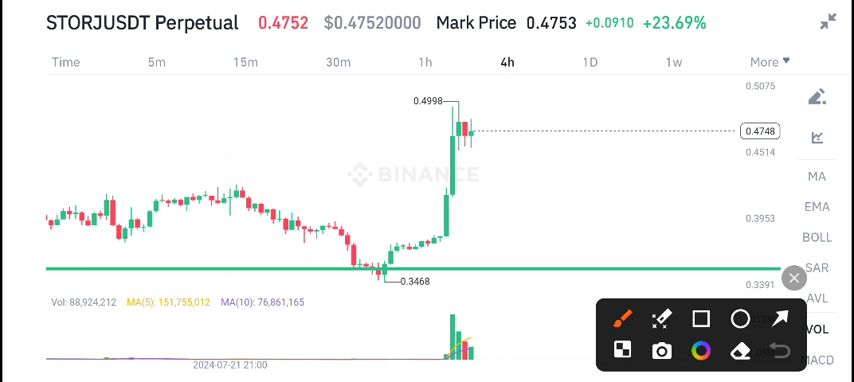 STORJUSDT Perpetual 0.4752 $0.47520000 Mark Price 0.4753 +0.0910 +23.69%
Time 5m 15m 30m 1h 4h 1D 1w More
0.5075
0.4998
0.4748
0.4514
BINANCE
MA
EMA
0.3953
BOLL
SAR
0.3468
0.3391
AVL
Vol: 88,924,212 MA(5): 151,755,012 MA(10): 76,861,165
VOL
MACD
2024-07-21 21:00